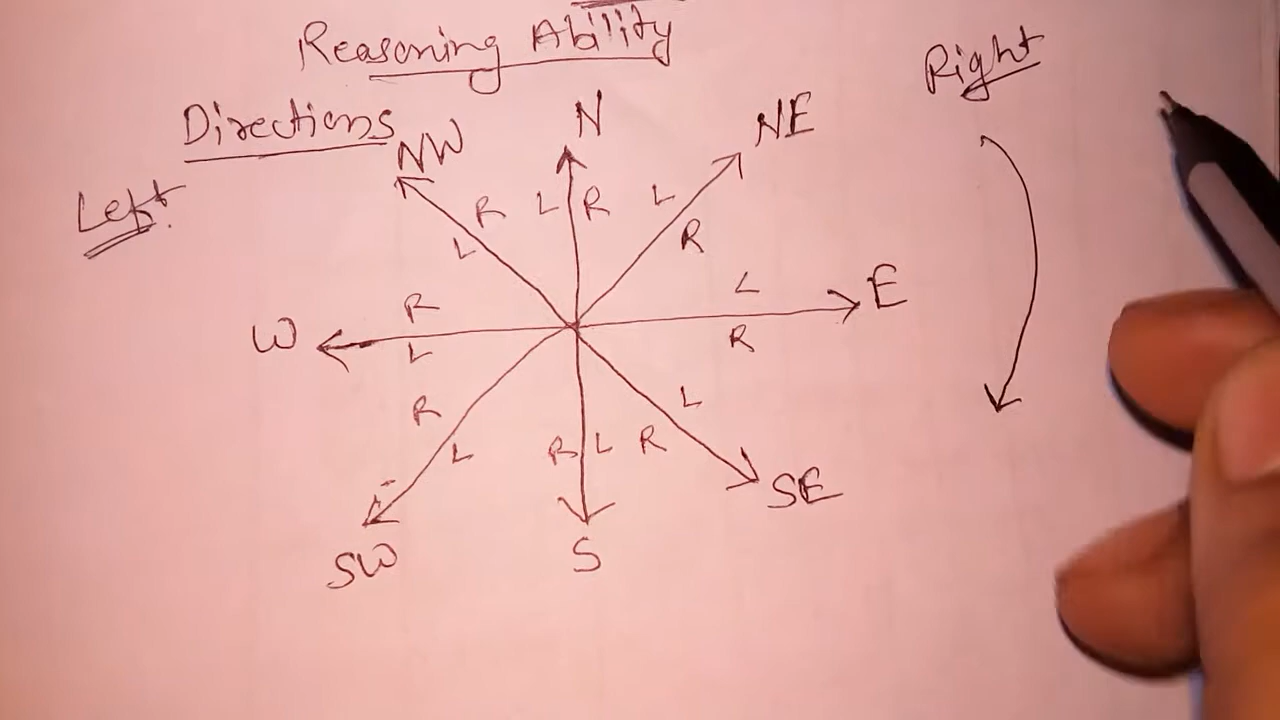 Reasoning Ability
Right
Directions
NW
N
NE
Left
R
L
R
L
L
R
W
R
L
L
R
E
R
L
R
L
R
L
SW
S
SE